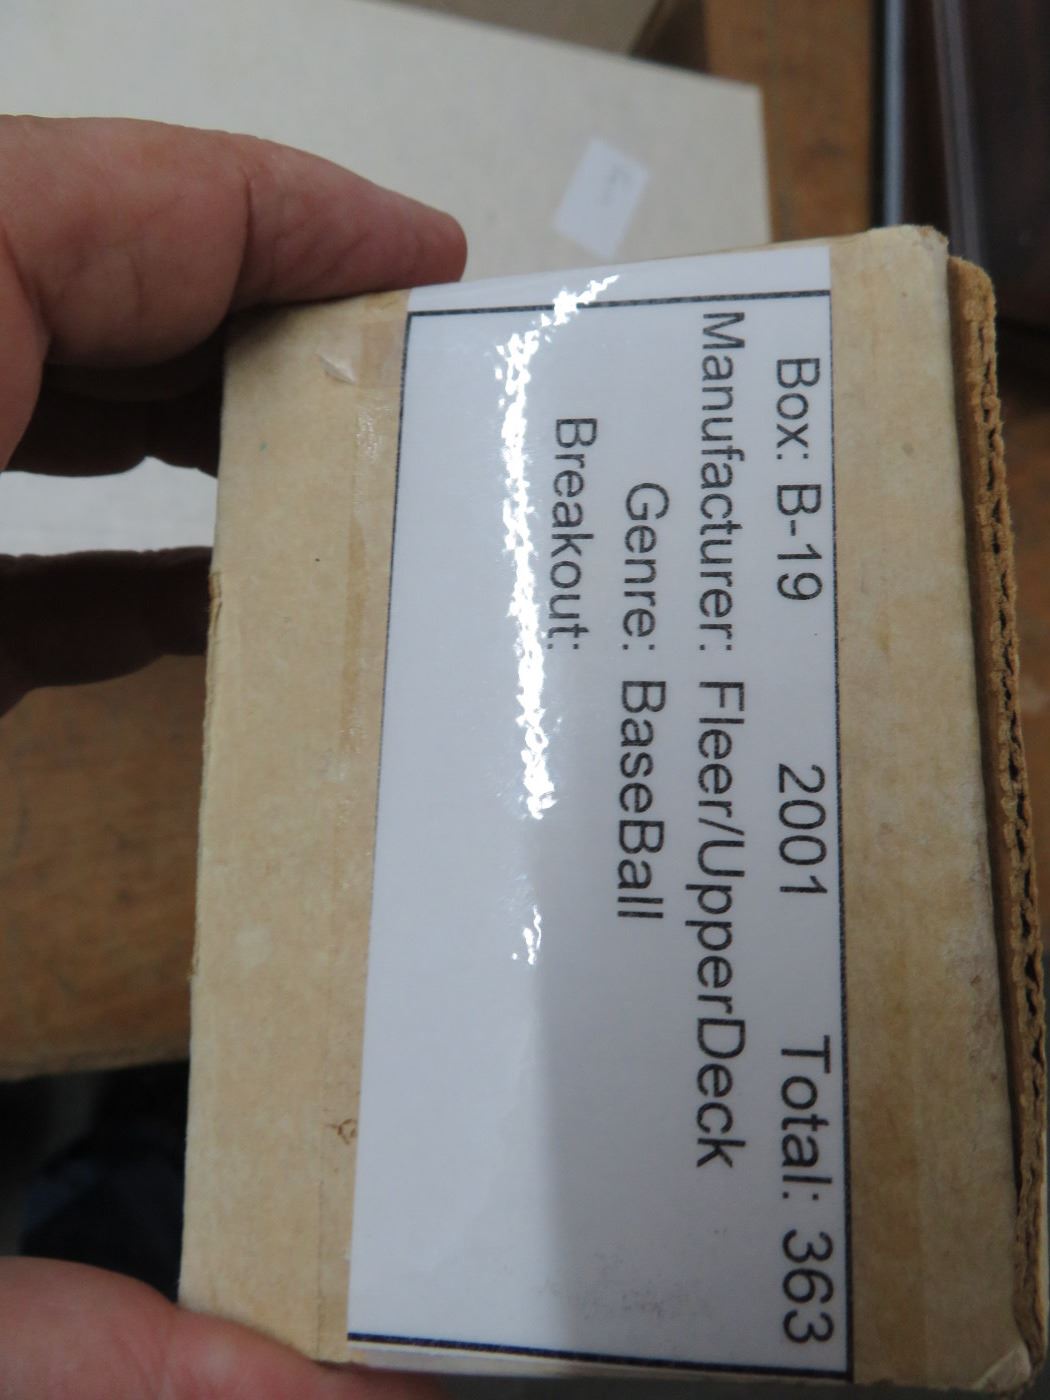 Box: B-19 2001 Total: 363
Manufacturer: Fleer/UpperDeck
Genre: BaseBall
Breakout: